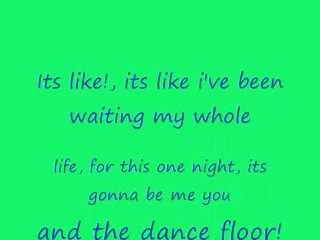 Its like!, its like i've been
waiting my whole
life, for this one night, its
gonna be me you
and the dance floor!